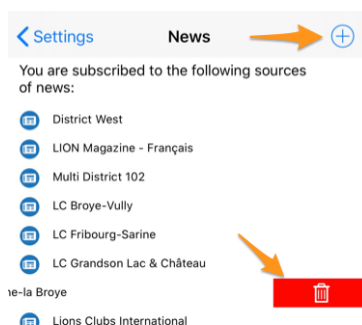 Settings
News
You are subscribed to the following sources
of news:
District West
LION Magazine - Français
Multi District 102
LC Broye-Vully
LC Fribourg-Sarine
LC Grandson Lac & Château
ne-la Broye
Lions Clubs International